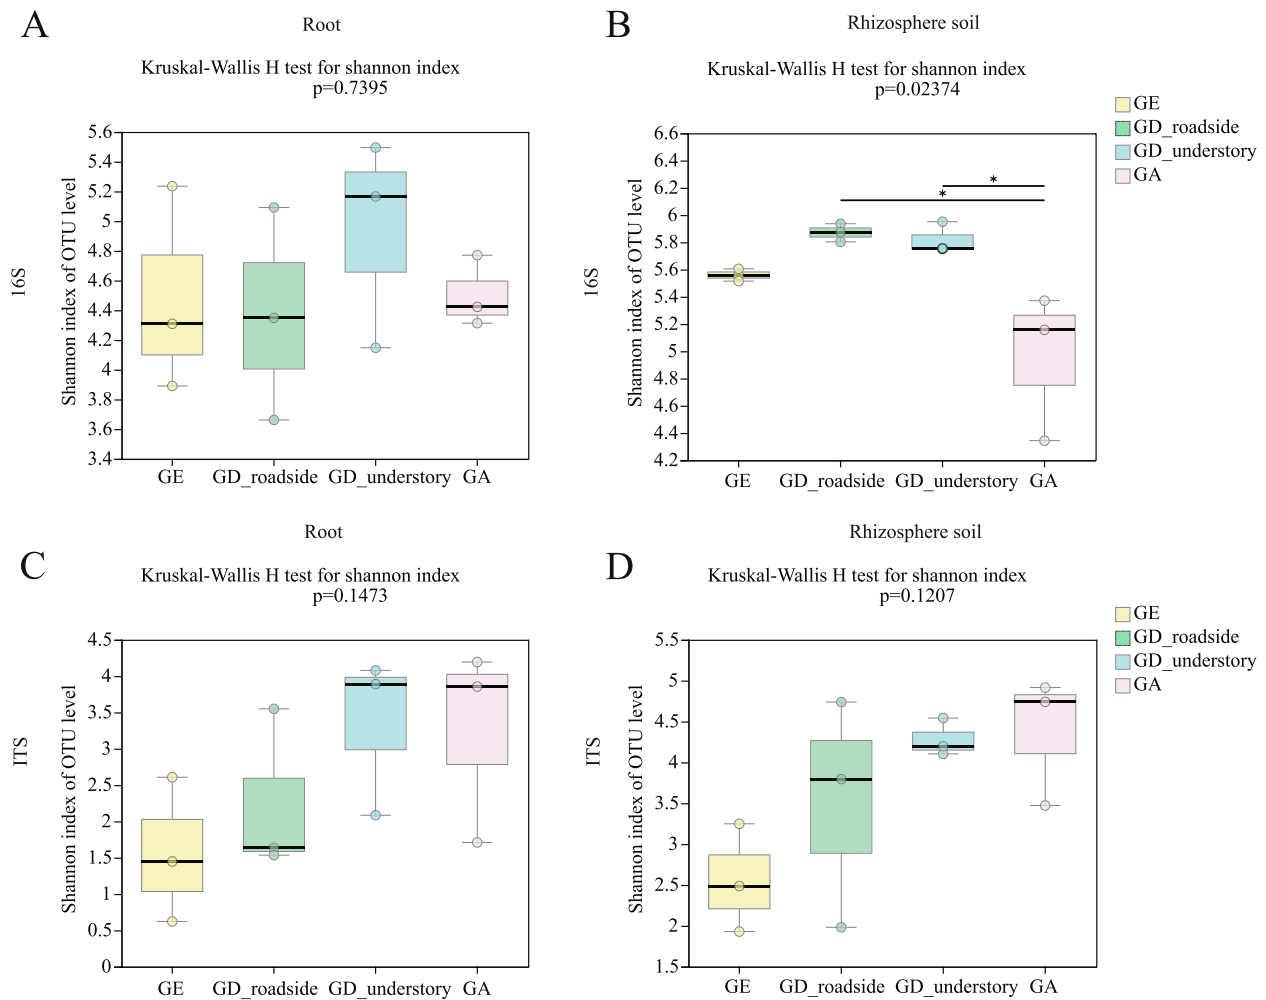 A
Root
Kruskal-Wallis H test for shannon index
p=0.7395
16S
Shannon index of OTU level
5.6
5.4
5.2
5
4.8
4.6
4.4
4.2
4
3.8
3.6
3.4
GE
GD_roadside
GD_understory
GA
B
Rhizosphere soil
Kruskal-Wallis H test for shannon index
p=0.02374
16S
Shannon index of OTU level
6.6
6.4
6.2
6
5.8
5.6
5.4
5.2
5
4.8
4.6
4.4
4.2
*
*
GE
GD_roadside
GD_understory
GA
GE
GD_roadside
GD_understory
GA
C
Root
Kruskal-Wallis H test for shannon index
p=0.1473
ITS
Shannon index of OTU level
4.5
4
3.5
3
2.5
2
1.5
1
0.5
0
GE
GD_roadside
GD_understory
GA
D
Rhizosphere soil
Kruskal-Wallis H test for shannon index
p=0.1207
ITS
Shannon index of OTU level
5.5
5
4.5
4
3.5
3
2.5
2
1.5
GE
GD_roadside
GD_understory
GA
GE
GD_roadside
GD_understory
GA